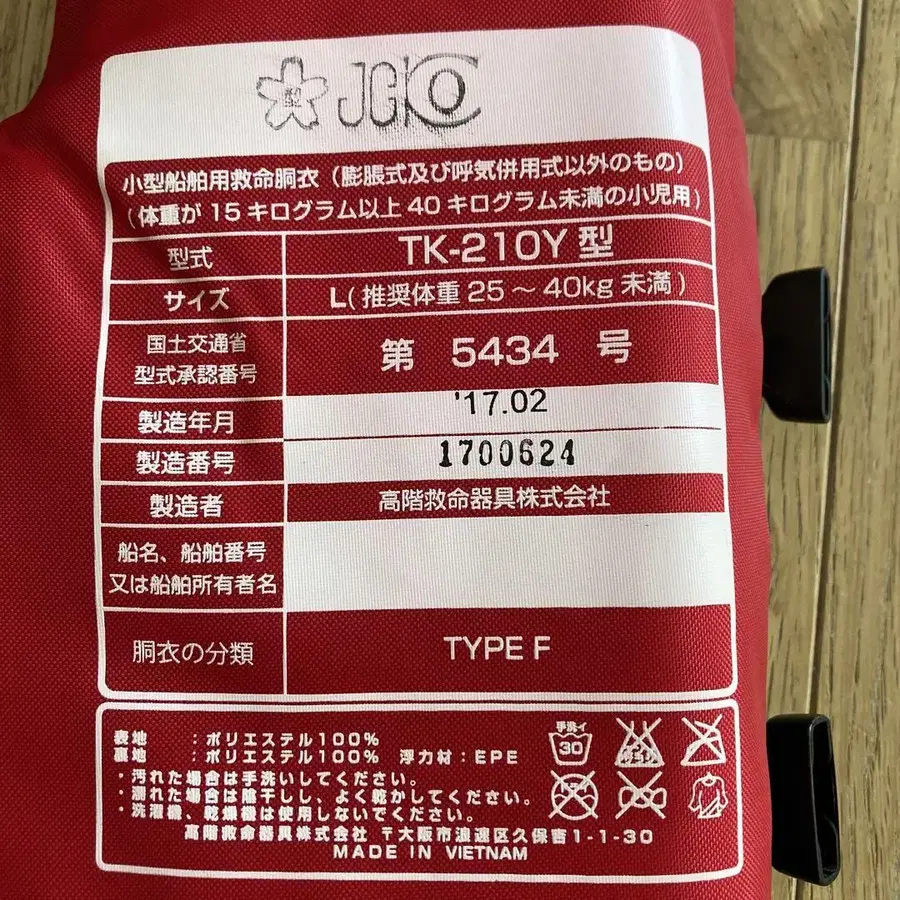 型 JCI
小型船舶用救命胴衣（膨脹式及び呼気併用式以外のもの）
（体重が 15 キログラム以上 40 キログラム未満の小児用）
型式 TK-210Y 型
サイズ L（推奨体重 25 ～ 40kg 未満）
国土交通省
型式承認番号 第 5434 号
製造年月 '17.02
製造番号 1700624
製造者 高階救命器具株式会社
船名、船舶番号
又は船舶所有者名
胴衣の分類 TYPE F
表地 ：ポリエステル100%
裏地 ：ポリエステル100% 浮力材：EPE
手洗イ
30
・汚れた場合は手洗いしてください。
・濡れた場合は陰干しし、よく乾かしてください。
・洗濯機、乾燥機は使用しないでください。
高階救命器具株式会社 〒大阪市浪速区久保吉1-1-30
MADE IN VIETNAM